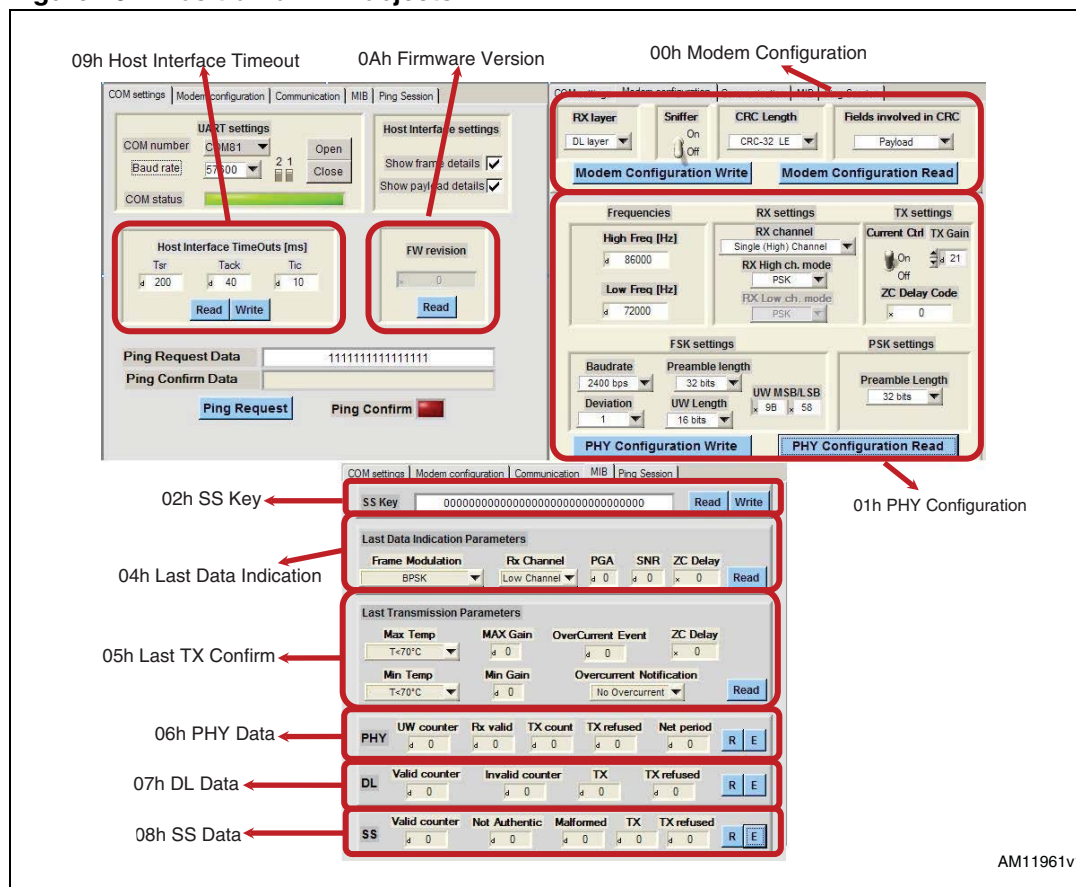 09h Host Interface Timeout
0Ah Firmware Version
00h Modem Configuration
COM settings Modem configuration Communication MIB Ping Session
UART settings
COM number COM81 Open
Baud rate 57600 2 1 Close
COM status
Host Interface settings
Show frame details
Show payload details
Host Interface TimeOuts [ms]
Tsr Tack Tic
d 200 d 40 d 10
Read Write
FW revision
x 0
Read
Ping Request Data 1111111111111111
Ping Confirm Data
Ping Request Ping Confirm
RX layer Sniffer CRC Length Fields involved in CRC
DL layer On Off CRC-32 LE Payload
Modem Configuration Write Modem Configuration Read
Frequencies
High Freq [Hz]
d 86000
Low Freq [Hz]
d 72000
RX settings
RX channel
Single (High) Channel
RX High ch. mode
PSK
RX Low ch. mode
PSK
TX settings
Current Ctrl TX Gain
On d 21
Off
ZC Delay Code
x 0
FSK settings
Baudrate Preamble length
2400 bps 32 bits
Deviation UW Length UW MSB/LSB
1 16 bits x 9B x 58
PSK settings
Preamble Length
32 bits
PHY Configuration Write PHY Configuration Read
01h PHY Configuration
COM settings Modem configuration Communication MIB Ping Session
02h SS Key
SS Key 00000000000000000000000000000000 Read Write
04h Last Data Indication
Last Data Indication Parameters
Frame Modulation Rx Channel PGA SNR ZC Delay
BPSK Low Channel d 0 d 0 x 0 Read
05h Last TX Confirm
Last Transmission Parameters
Max Temp MAX Gain OverCurrent Event ZC Delay
T<70°C d 0 d 0 x 0
Min Temp Min Gain Overcurrent Notification
T<70°C d 0 No Overcurrent Read
06h PHY Data
PHY UW counter Rx valid TX count TX refused Net period
d 0 d 0 d 0 d 0 d 0 R E
07h DL Data
DL Valid counter Invalid counter TX TX refused
d 0 d 0 d 0 d 0 R E
08h SS Data
SS Valid counter Not Authentic Malformed TX TX refused
d 0 d 0 d 0 d 0 d 0 R E
AM11961v